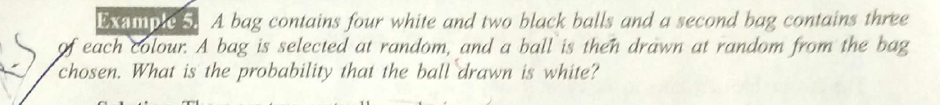 Example 5. A bag contains four white and two black balls and a second bag contains three
of each colour. A bag is selected at random, and a ball is then drawn at random from the bag
chosen. What is the probability that the ball drawn is white?